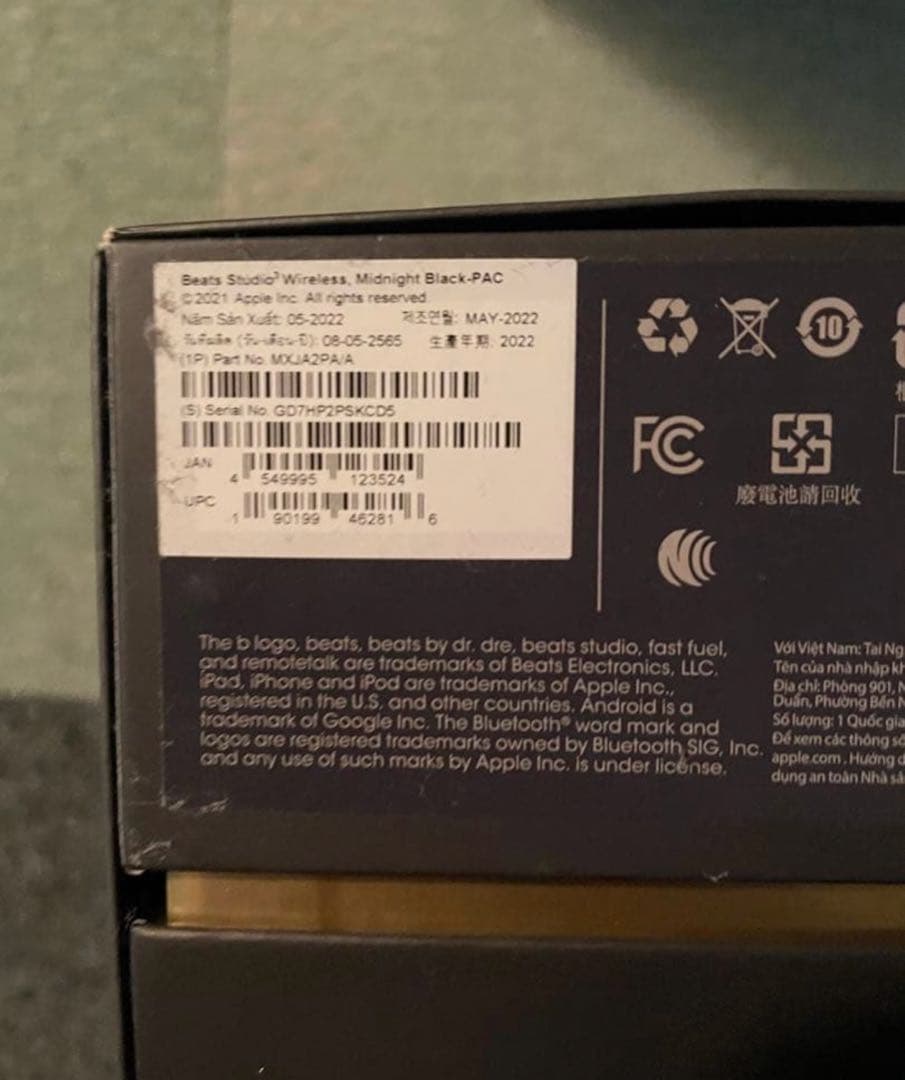 Beats Studio³ Wireless, Midnight Black-PAC
©2021 Apple Inc. All rights reserved.
Năm Sản Xuất: 05-2022 제조연월: MAY-2022
08-05-2565 生產年期: 2022
(1P) Part No. MXJA2PA/A
(S) Serial No. GD7HP2PSKCD5
JAN
4 549995 123524
UPC
1 90199 46281 6
10
FC
廢電池請回收
The b logo, beats, beats by dr. dre, beats studio, fast fuel,
and remotetalk are trademarks of Beats Electronics, LLC.
iPad, iPhone and iPod are trademarks of Apple Inc.,
registered in the U.S. and other countries. Android is a
trademark of Google Inc. The Bluetooth® word mark and
logos are registered trademarks owned by Bluetooth SIG, Inc.
and any use of such marks by Apple Inc. is under license.
Với Việt Nam: Tai Ng
Tên của nhà nhập kh
Địa chỉ: Phòng 901, N
Duẩn, Phường Bến N
Số lượng: 1 Quốc gia
Để xem các thông số
apple.com . Hướng d
dụng an toàn Nhà sả